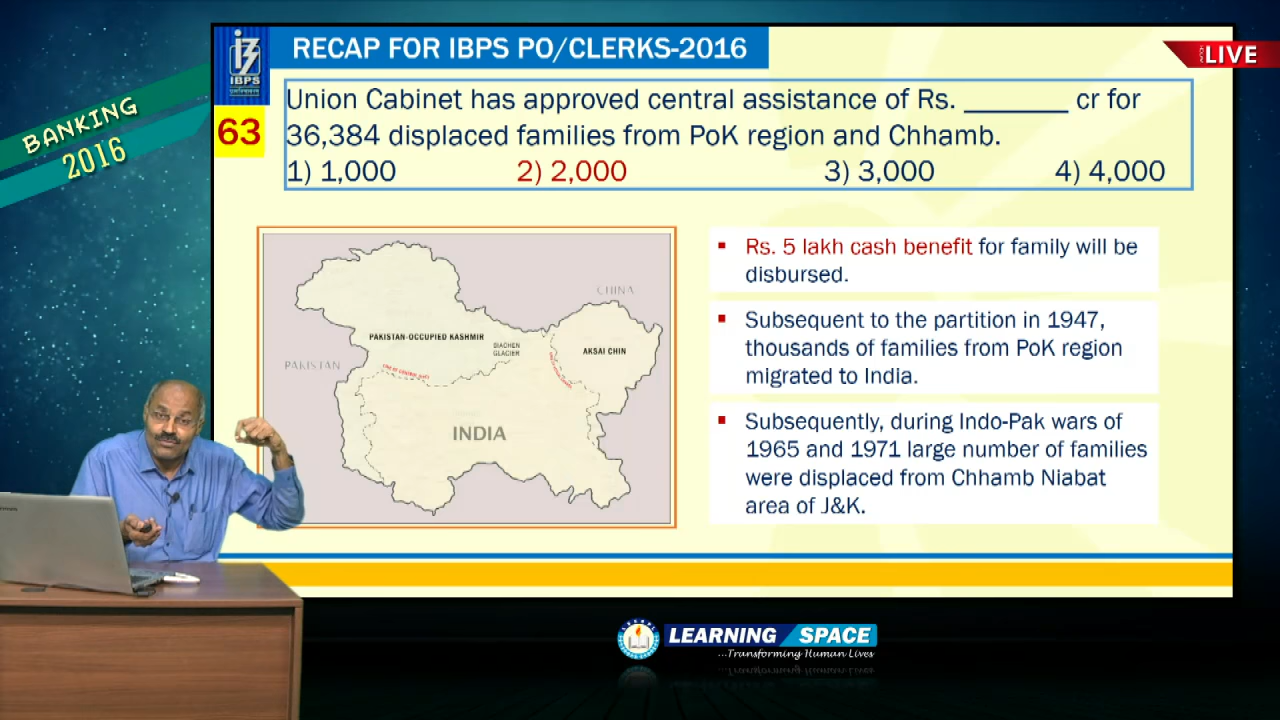 RECAP FOR IBPS PO/CLERKS-2016
IBPS
LIVE
BANKING
2016
63
Union Cabinet has approved central assistance of Rs. _______ cr for
36,384 displaced families from PoK region and Chhamb.
1) 1,000 2) 2,000 3) 3,000 4) 4,000
CHINA
PAKISTAN-OCCUPIED KASHMIR
SIACHEN
GLACIER
AKSAI CHIN
PAKISTAN
INDIA
▪ Rs. 5 lakh cash benefit for family will be
disbursed.
▪ Subsequent to the partition in 1947,
thousands of families from PoK region
migrated to India.
▪ Subsequently, during Indo-Pak wars of
1965 and 1971 large number of families
were displaced from Chhamb Niabat
area of J&K.
LEARNING SPACE
...Transforming Human Lives